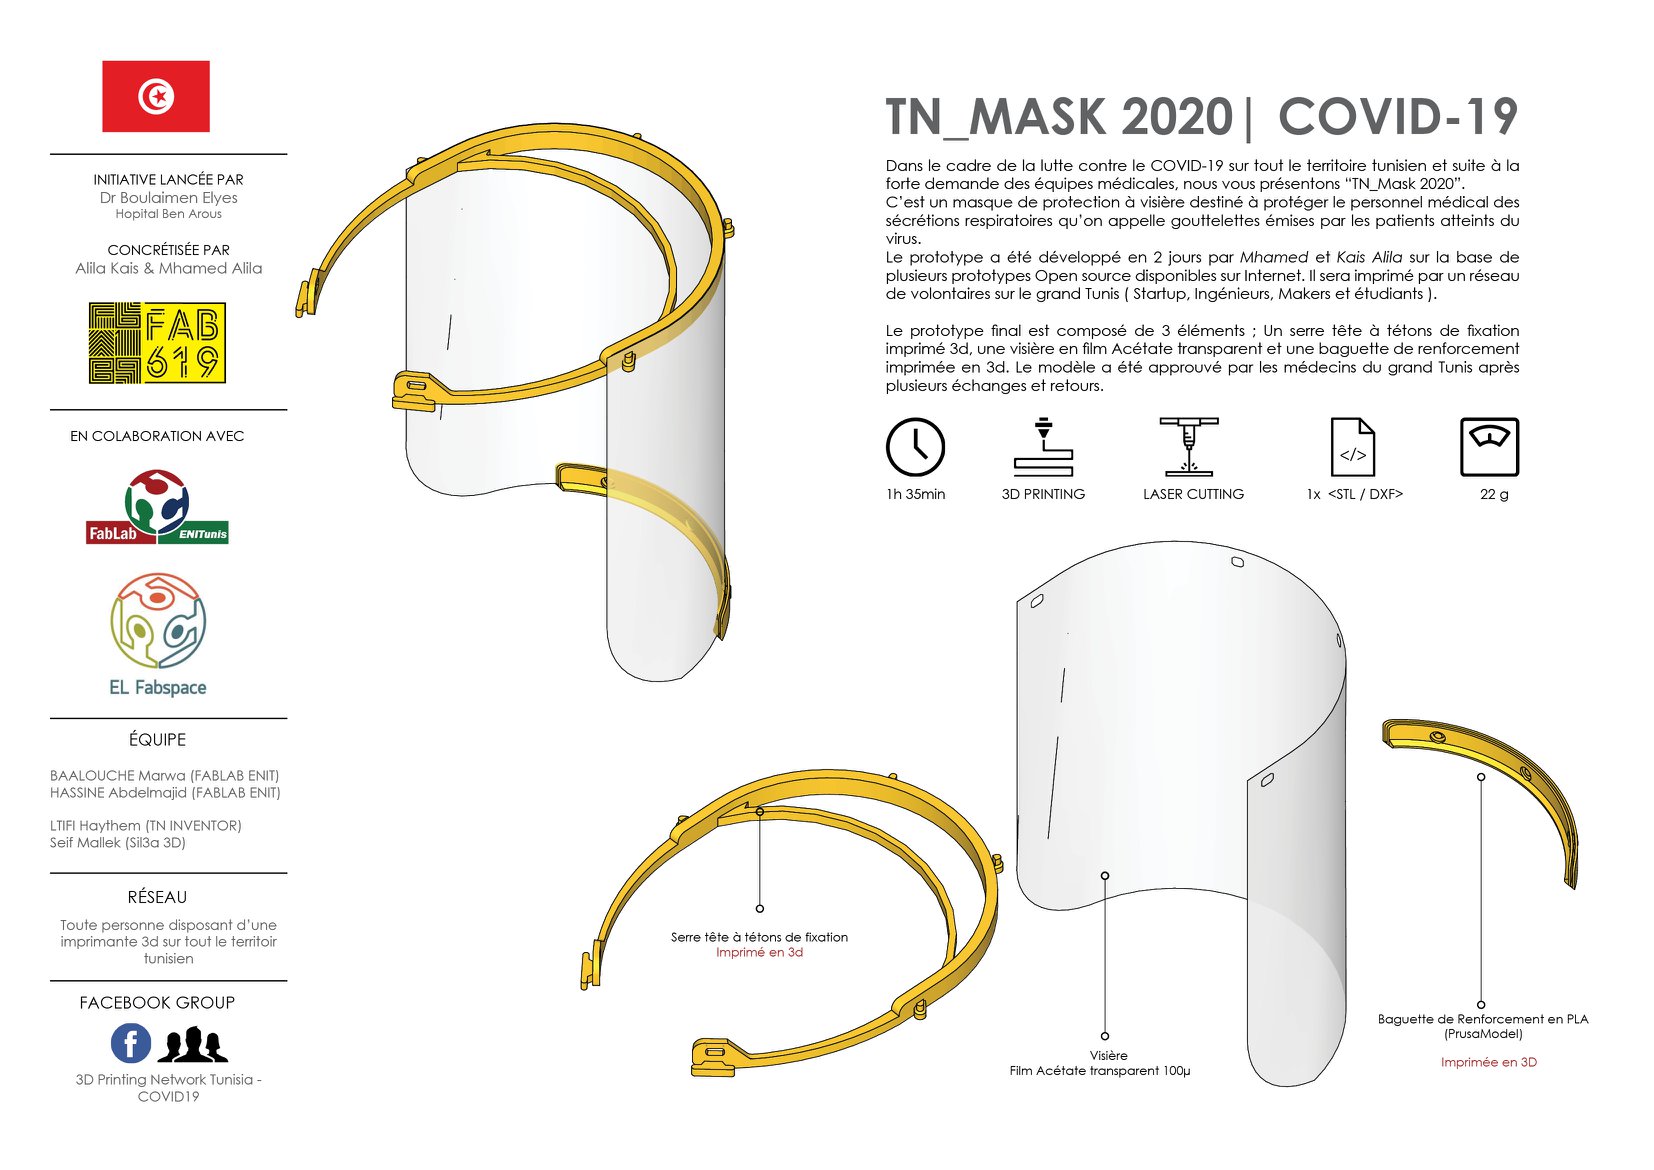 INITIATIVE LANCÉE PAR
Dr Boulaimen Elyes
Hopital Ben Arous
CONCRÉTISÉE PAR
Alila Kais & Mhamed Alila
FAB
619
EN COLABORATION AVEC
FabLab
ENITunis
EL Fabspace
ÉQUIPE
BAALOUCHE Marwa (FABLAB ENIT)
HASSINE Abdelmajid (FABLAB ENIT)
LTIFI Haythem (TN INVENTOR)
Seif Mallek (Sil3a 3D)
RÉSEAU
Toute personne disposant d’une
imprimante 3d sur tout le territoir
tunisien
FACEBOOK GROUP
3D Printing Network Tunisia -
COVID19
TN_MASK 2020| COVID-19
Dans le cadre de la lutte contre le COVID-19 sur tout le territoire tunisien et suite à la
forte demande des équipes médicales, nous vous présentons “TN_Mask 2020”.
C’est un masque de protection à visière destiné à protéger le personnel médical des
sécrétions respiratoires qu’on appelle gouttelettes émises par les patients atteints du
virus.
Le prototype a été développé en 2 jours par Mhamed et Kais Alila sur la base de
plusieurs prototypes Open source disponibles sur Internet. Il sera imprimé par un réseau
de volontaires sur le grand Tunis ( Startup, Ingénieurs, Makers et étudiants ).
Le prototype final est composé de 3 éléments ; Un serre tête à tétons de fixation
imprimé 3d, une visière en film Acétate transparent et une baguette de renforcement
imprimée en 3d. Le modèle a été approuvé par les médecins du grand Tunis après
plusieurs échanges et retours.
</>
1h 35min
3D PRINTING
LASER CUTTING
1x <STL / DXF>
22 g
Serre tête à tétons de fixation
Imprimé en 3d
Visière
Film Acétate transparent 100µ
Baguette de Renforcement en PLA
(PrusaModel)
Imprimée en 3D